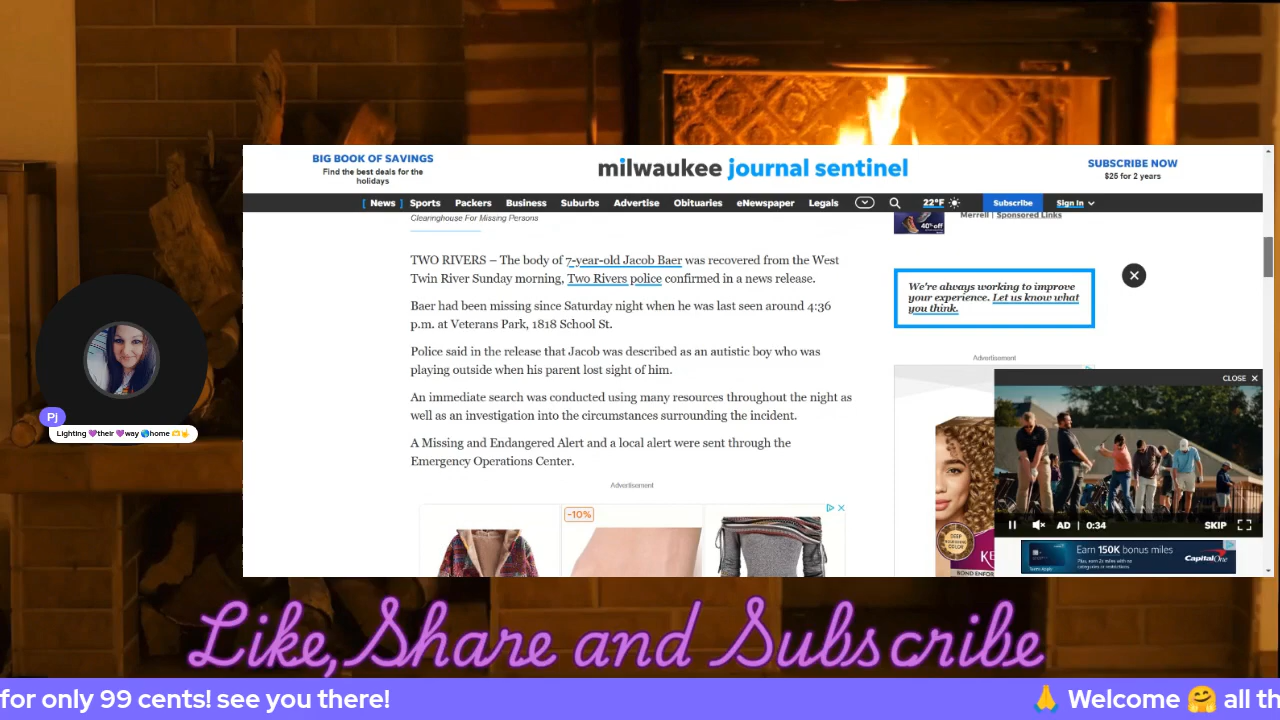 BIG BOOK OF SAVINGS
Find the best deals for the
holidays
milwaukee journal sentinel
SUBSCRIBE NOW
$25 for 2 years
[ News ] Sports Packers Business Suburbs Advertise Obituaries eNewspaper Legals 22°F Subscribe Sign In
Clearinghouse For Missing Persons
40% off
Merrell | Sponsored Links
TWO RIVERS – The body of 7-year-old Jacob Baer was recovered from the West
Twin River Sunday morning, Two Rivers police confirmed in a news release.
Baer had been missing since Saturday night when he was last seen around 4:36
p.m. at Veterans Park, 1818 School St.
Police said in the release that Jacob was described as an autistic boy who was
playing outside when his parent lost sight of him.
An immediate search was conducted using many resources throughout the night as
well as an investigation into the circumstances surrounding the incident.
A Missing and Endangered Alert and a local alert were sent through the
Emergency Operations Center.
Advertisement
-10%
We're always working to improve
your experience. Let us know what
you think.
Advertisement
CLOSE
AD | 0:34
SKIP
Earn 150K bonus miles
Capital One
Pj
Lighting 💜their 💜way 🌎home 🫶☀️
Like, Share and Subscribe
for only 99 cents! see you there!
🙏 Welcome 🤗 all th